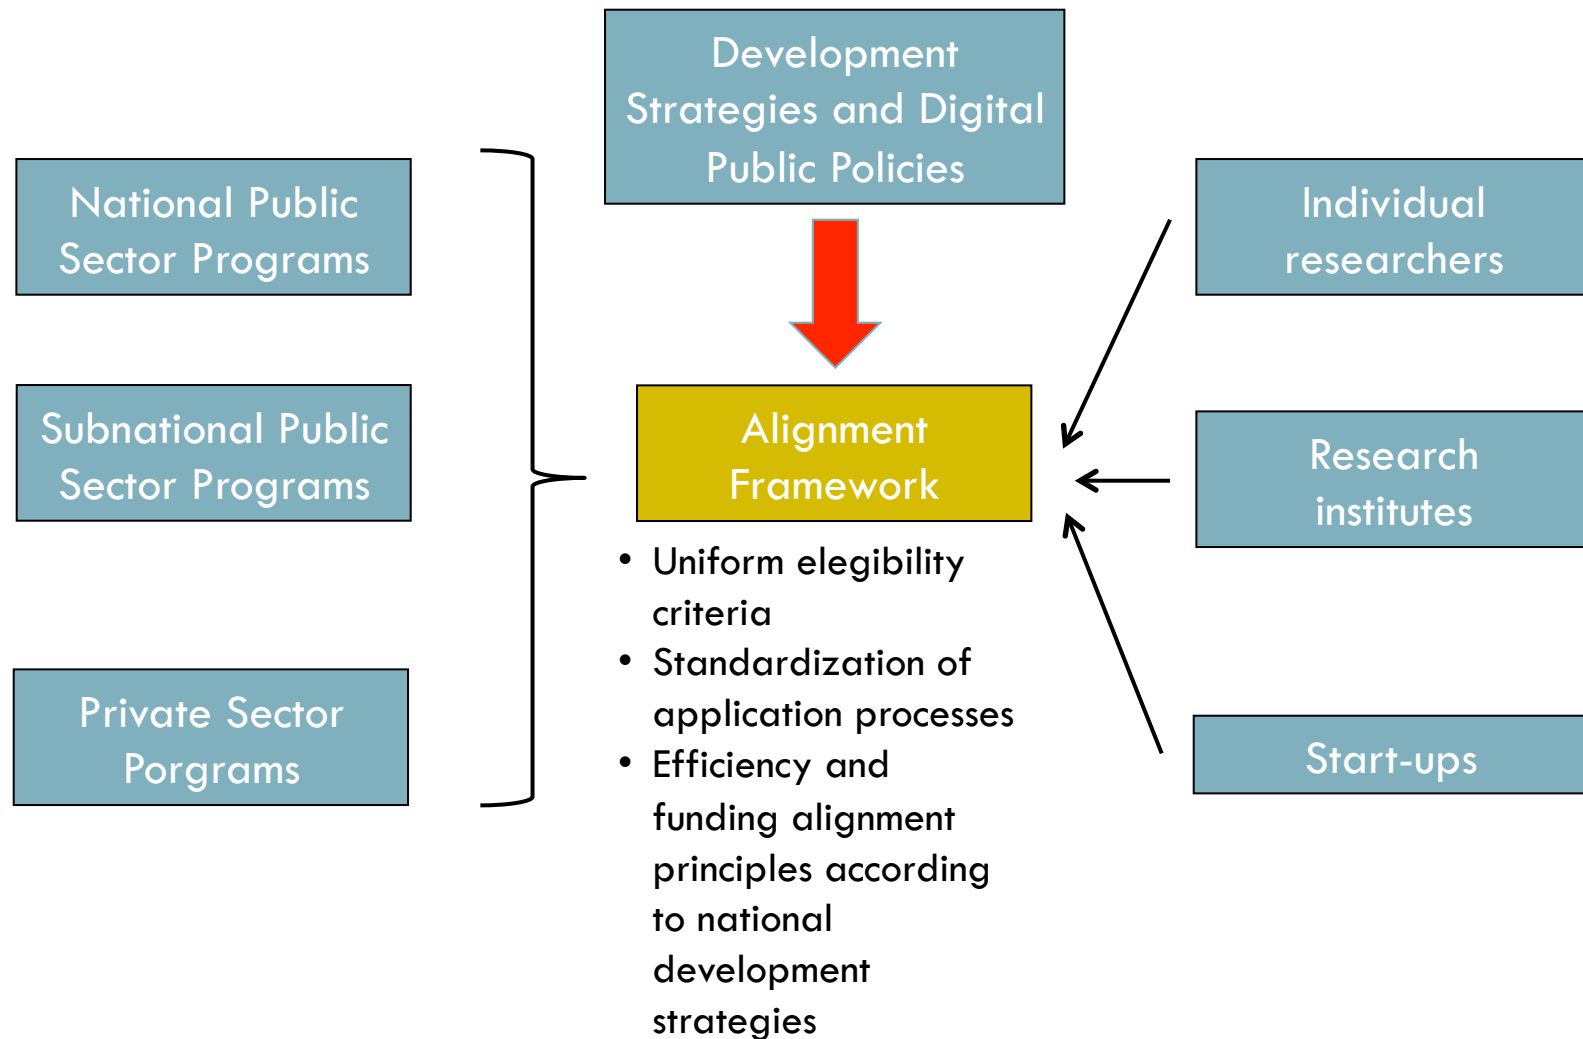 Development
Strategies and Digital
Public Policies
National Public
Sector Programs
Subnational Public
Sector Programs
Private Sector
Porgrams
Alignment
Framework
• Uniform elegibility
criteria
• Standardization of
application processes
• Efficiency and
funding alignment
principles according
to national
development
strategies
Individual
researchers
Research
institutes
Start-ups